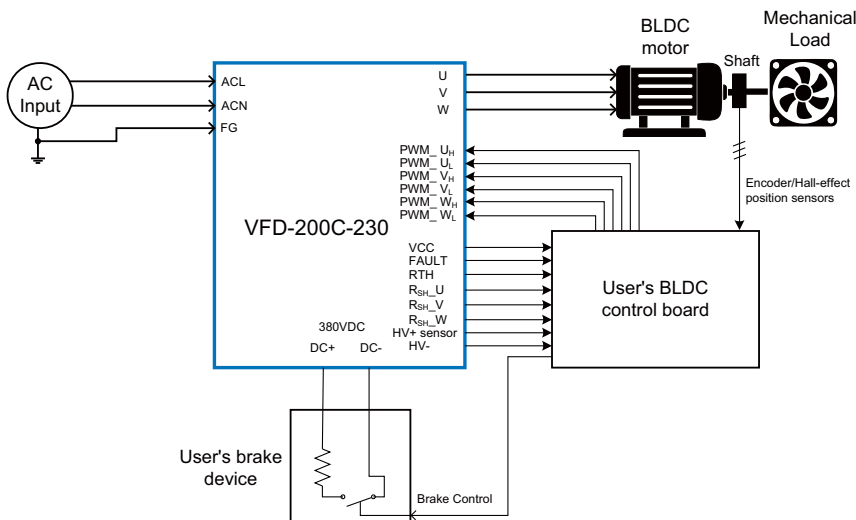 BLDC
motor
Mechanical
Load
Shaft
AC
Input
ACL
ACN
FG
U
V
W
PWM_ U_H
PWM_ U_L
PWM_ V_H
PWM_ V_L
PWM_ W_H
PWM_ W_L
Encoder/Hall-effect
position sensors
VFD-200C-230
VCC
FAULT
RTH
R_SH_U
R_SH_V
R_SH_W
HV+ sensor
HV-
User's BLDC
control board
380VDC
DC+ DC-
User's brake
device
Brake Control